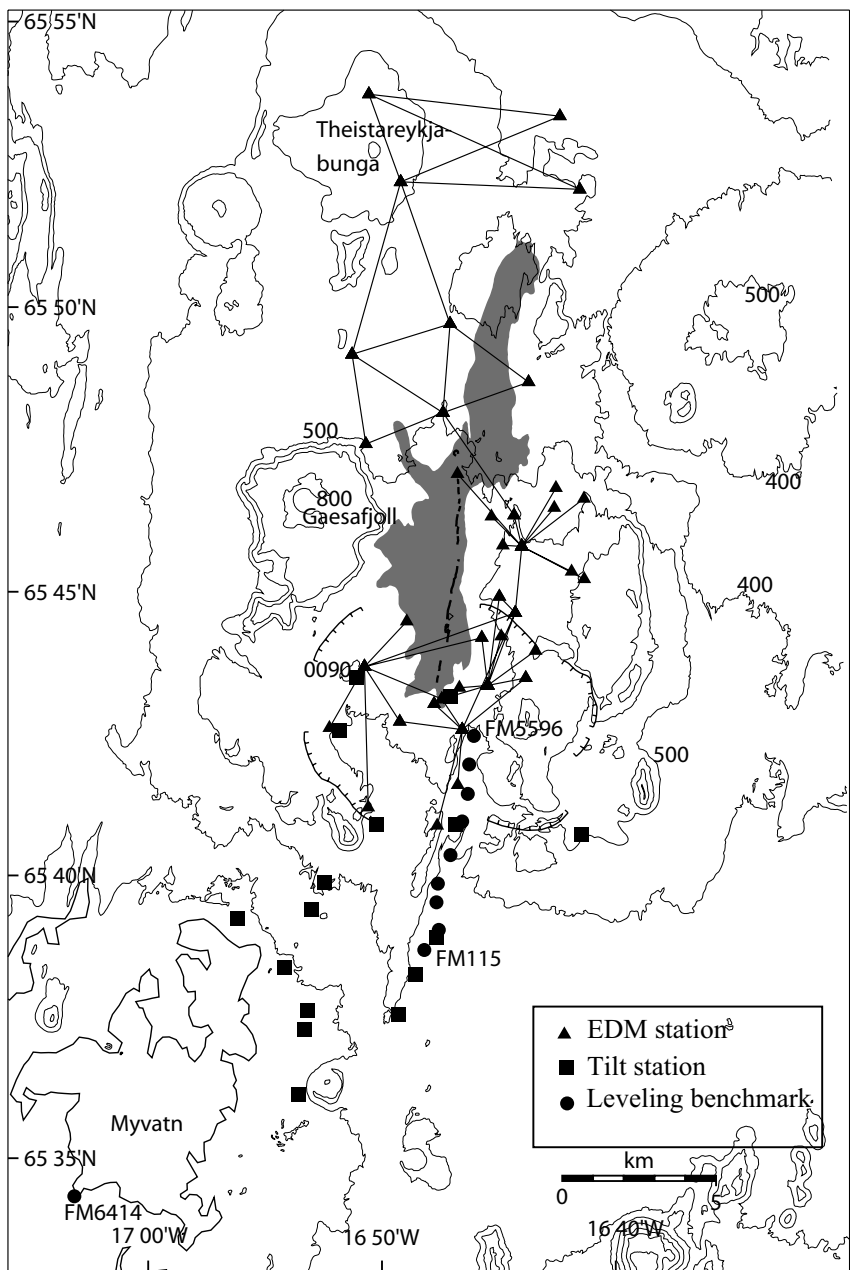 65 55'N
Theistareykja-
bunga
65 50'N
500
500
400
800
Gaesafjoll
65 45'N
400
0090
FM5596
500
65 40'N
FM115
EDM station
Tilt station
Leveling benchmark
Myvatn
65 35'N
km
0 5
FM6414
17 00'W
16 50'W
16 40'W